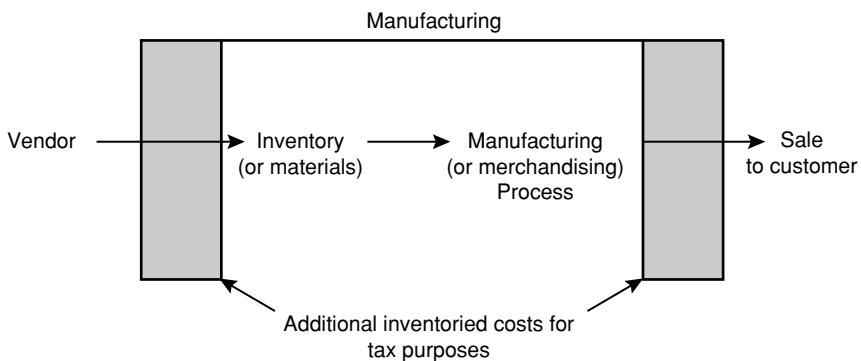 Manufacturing
Vendor
Inventory
(or materials)
Manufacturing
(or merchandising)
Process
Sale
to customer
Additional inventoried costs for
tax purposes